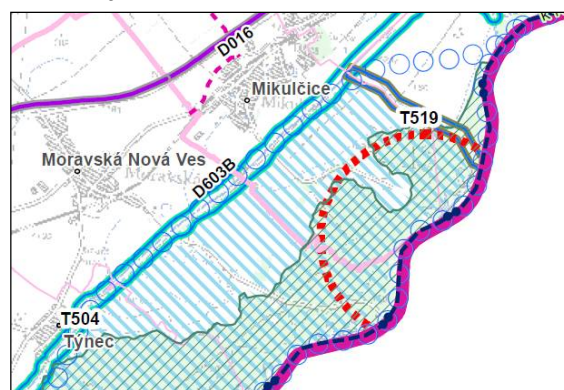 D016
Mikulčice
T519
Moravská Nová Ves
D603B
T504
Týnec